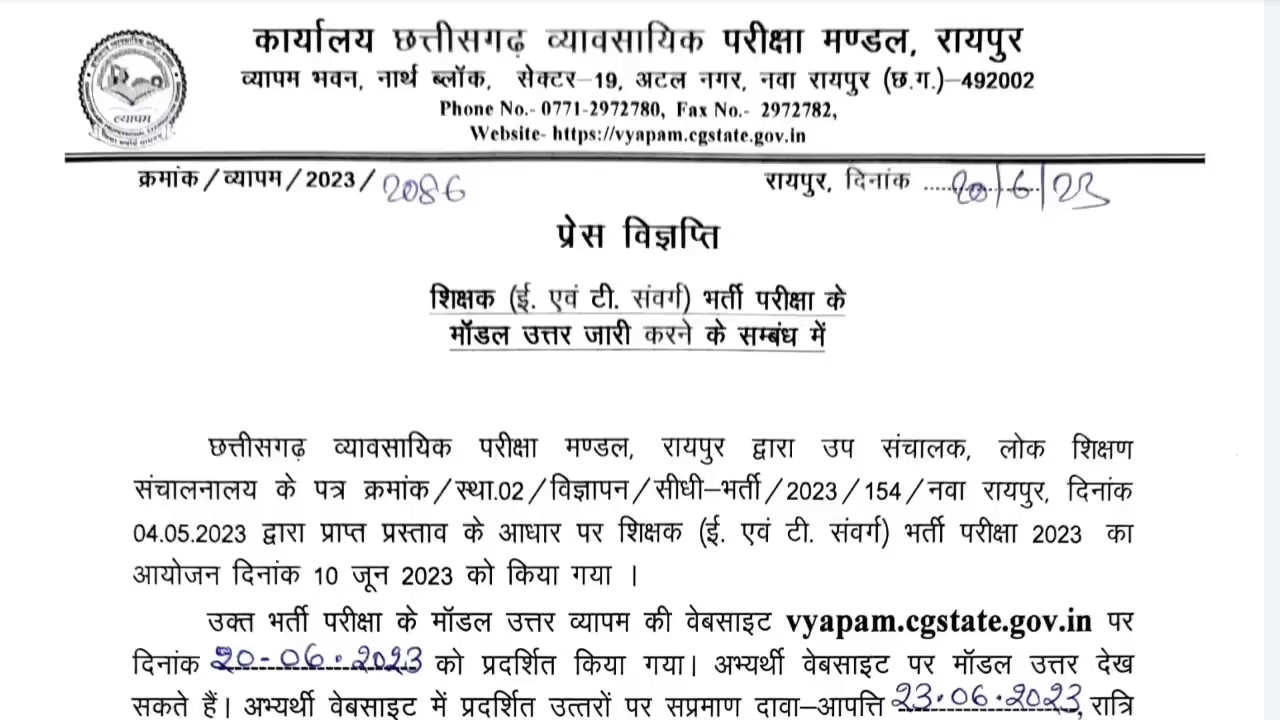 कार्यालय छत्तीसगढ़ व्यावसायिक परीक्षा मण्डल, रायपुर
व्यापम भवन, नार्थ ब्लॉक, सेक्टर–19, अटल नगर, नवा रायपुर (छ.ग.)–492002
Phone No.- 0771-2972780, Fax No.- 2972782,
Website- https://vyapam.cgstate.gov.in
व्यापम
क्रमांक/व्यापम/2023/2086 रायपुर, दिनांक 20/6/23
प्रेस विज्ञप्ति
शिक्षक (ई. एवं टी. संवर्ग) भर्ती परीक्षा के
मॉडल उत्तर जारी करने के सम्बंध में
छत्तीसगढ़ व्यावसायिक परीक्षा मण्डल, रायपुर द्वारा उप संचालक, लोक शिक्षण
संचालनालय के पत्र क्रमांक/स्था.02/विज्ञापन/सीधी–भर्ती/2023/154/नवा रायपुर, दिनांक
04.05.2023 द्वारा प्राप्त प्रस्ताव के आधार पर शिक्षक (ई. एवं टी. संवर्ग) भर्ती परीक्षा 2023 का
आयोजन दिनांक 10 जून 2023 को किया गया ।
उक्त भर्ती परीक्षा के मॉडल उत्तर व्यापम की वेबसाइट vyapam.cgstate.gov.in पर
दिनांक 20-06.2023 को प्रदर्शित किया गया। अभ्यर्थी वेबसाइट पर मॉडल उत्तर देख
सकते हैं। अभ्यर्थी वेबसाइट में प्रदर्शित उत्तरों पर सप्रमाण दावा–आपत्ति 23.06.2023, रात्रि